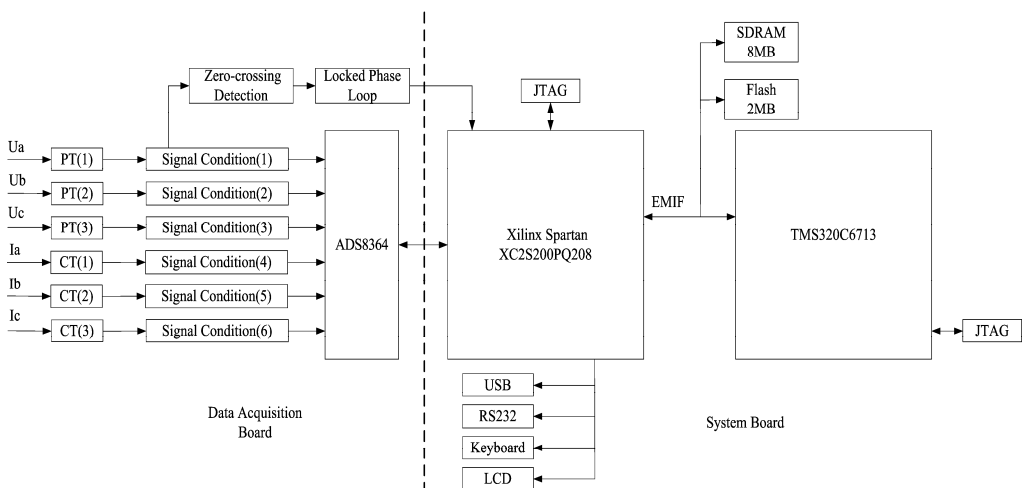 SDRAM
8MB
Zero-crossing
Detection
Locked Phase
Loop
JTAG
Flash
2MB
Ua
PT(1)
Signal Condition(1)
Ub
PT(2)
Signal Condition(2)
Uc
PT(3)
Signal Condition(3)
Ia
CT(1)
Signal Condition(4)
Ib
CT(2)
Signal Condition(5)
Ic
CT(3)
Signal Condition(6)
ADS8364
Xilinx Spartan
XC2S200PQ208
EMIF
TMS320C6713
JTAG
USB
RS232
Keyboard
LCD
Data Acquisition
Board
System Board